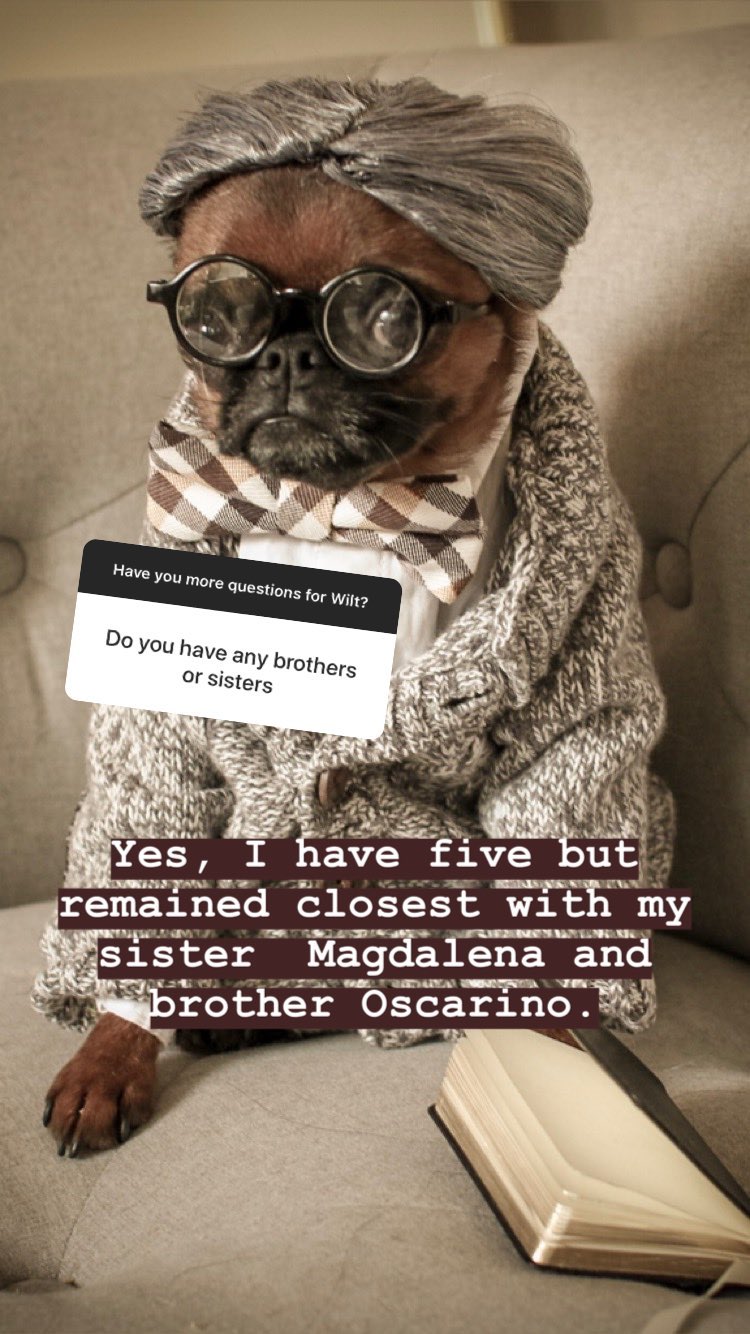 Have you more questions for Wilt?
Do you have any brothers
or sisters
Yes, I have five but
remained closest with my
sister  Magdalena and
brother Oscarino.